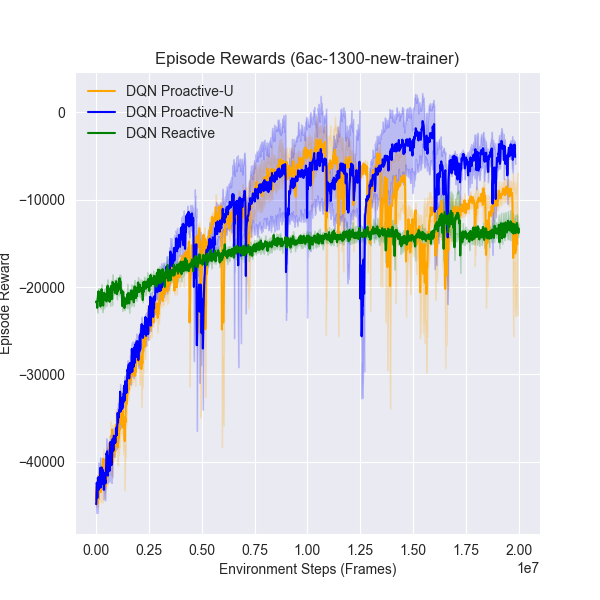 Episode Rewards (6ac-1300-new-trainer)
DQN Proactive-U
DQN Proactive-N
DQN Reactive
0
−10000
−20000
−30000
−40000
Episode Reward
0.00 0.25 0.5.0 0.75 1.00 1.25 1.50 1.75 2.00
1e7
Environment Steps (Frames)